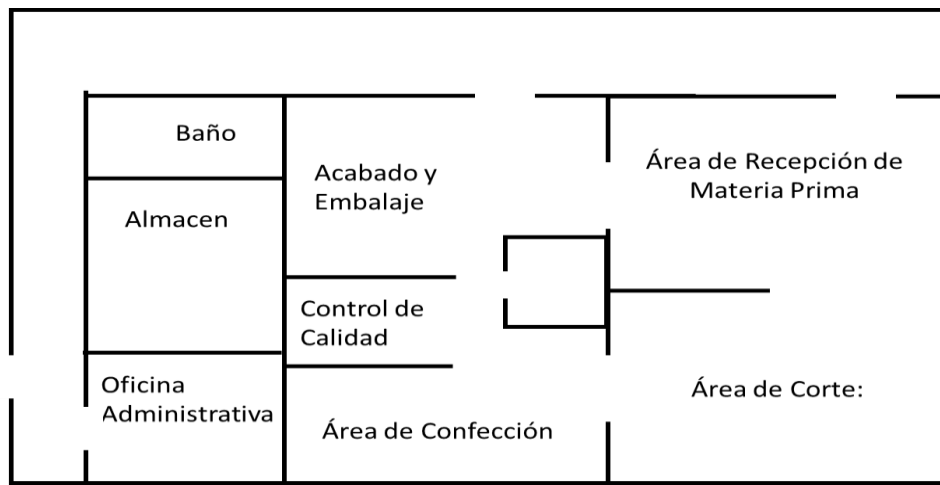 Baño
Acabado y
Embalaje
Área de Recepción de
Materia Prima
Almacen
Control de
Calidad
Oficina
Administrativa
Área de Confección
Área de Corte: